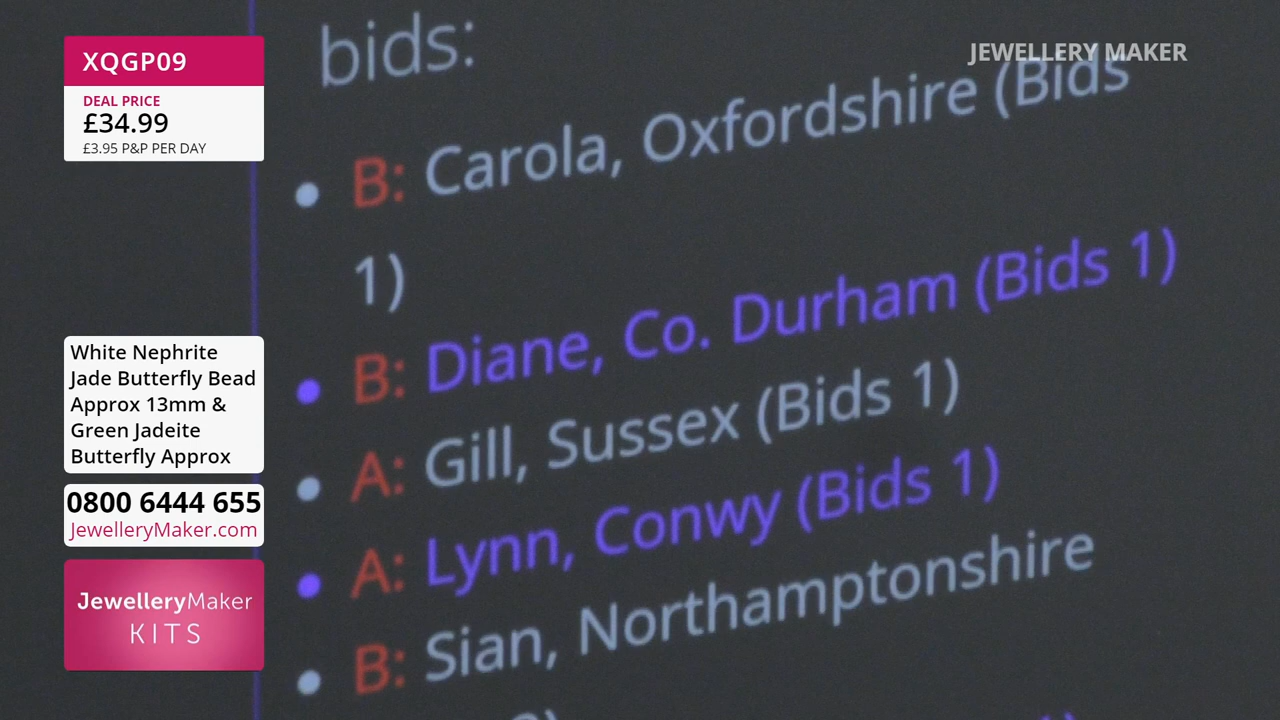 XQGP09
DEAL PRICE
£34.99
£3.95 P&P PER DAY
White Nephrite
Jade Butterfly Bead
Approx 13mm &
Green Jadeite
Butterfly Approx
0800 6444 655
JewelleryMaker.com
JewelleryMaker
KITS
JEWELLERY MAKER
bids:
• B: Carola, Oxfordshire (Bids
1)
• B: Diane, Co. Durham (Bids 1)
• A: Gill, Sussex (Bids 1)
• A: Lynn, Conwy (Bids 1)
• B: Sian, Northamptonshire